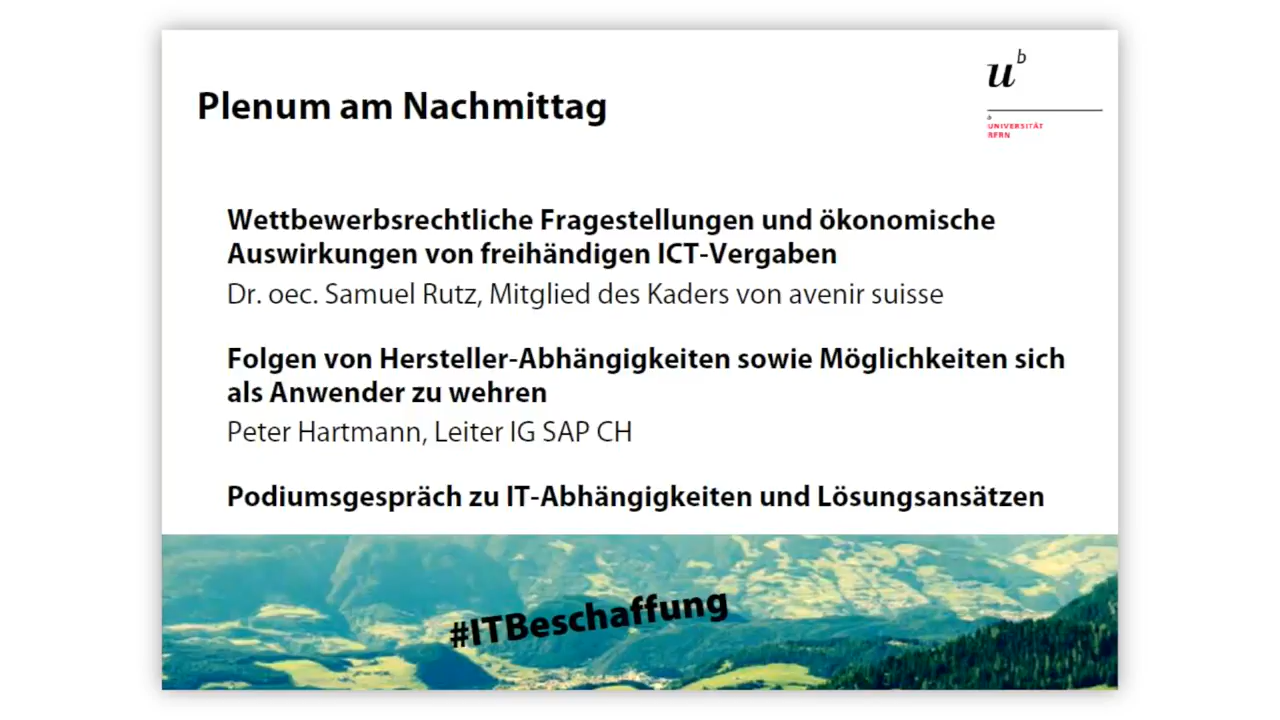 Plenum am Nachmittag
u^b
b
UNIVERSITÄT
BERN
Wettbewerbsrechtliche Fragestellungen und ökonomische
Auswirkungen von freihändigen ICT-Vergaben
Dr. oec. Samuel Rutz, Mitglied des Kaders von avenir suisse
Folgen von Hersteller-Abhängigkeiten sowie Möglichkeiten sich
als Anwender zu wehren
Peter Hartmann, Leiter IG SAP CH
Podiumsgespräch zu IT-Abhängigkeiten und Lösungsansätzen
#ITBeschaffung